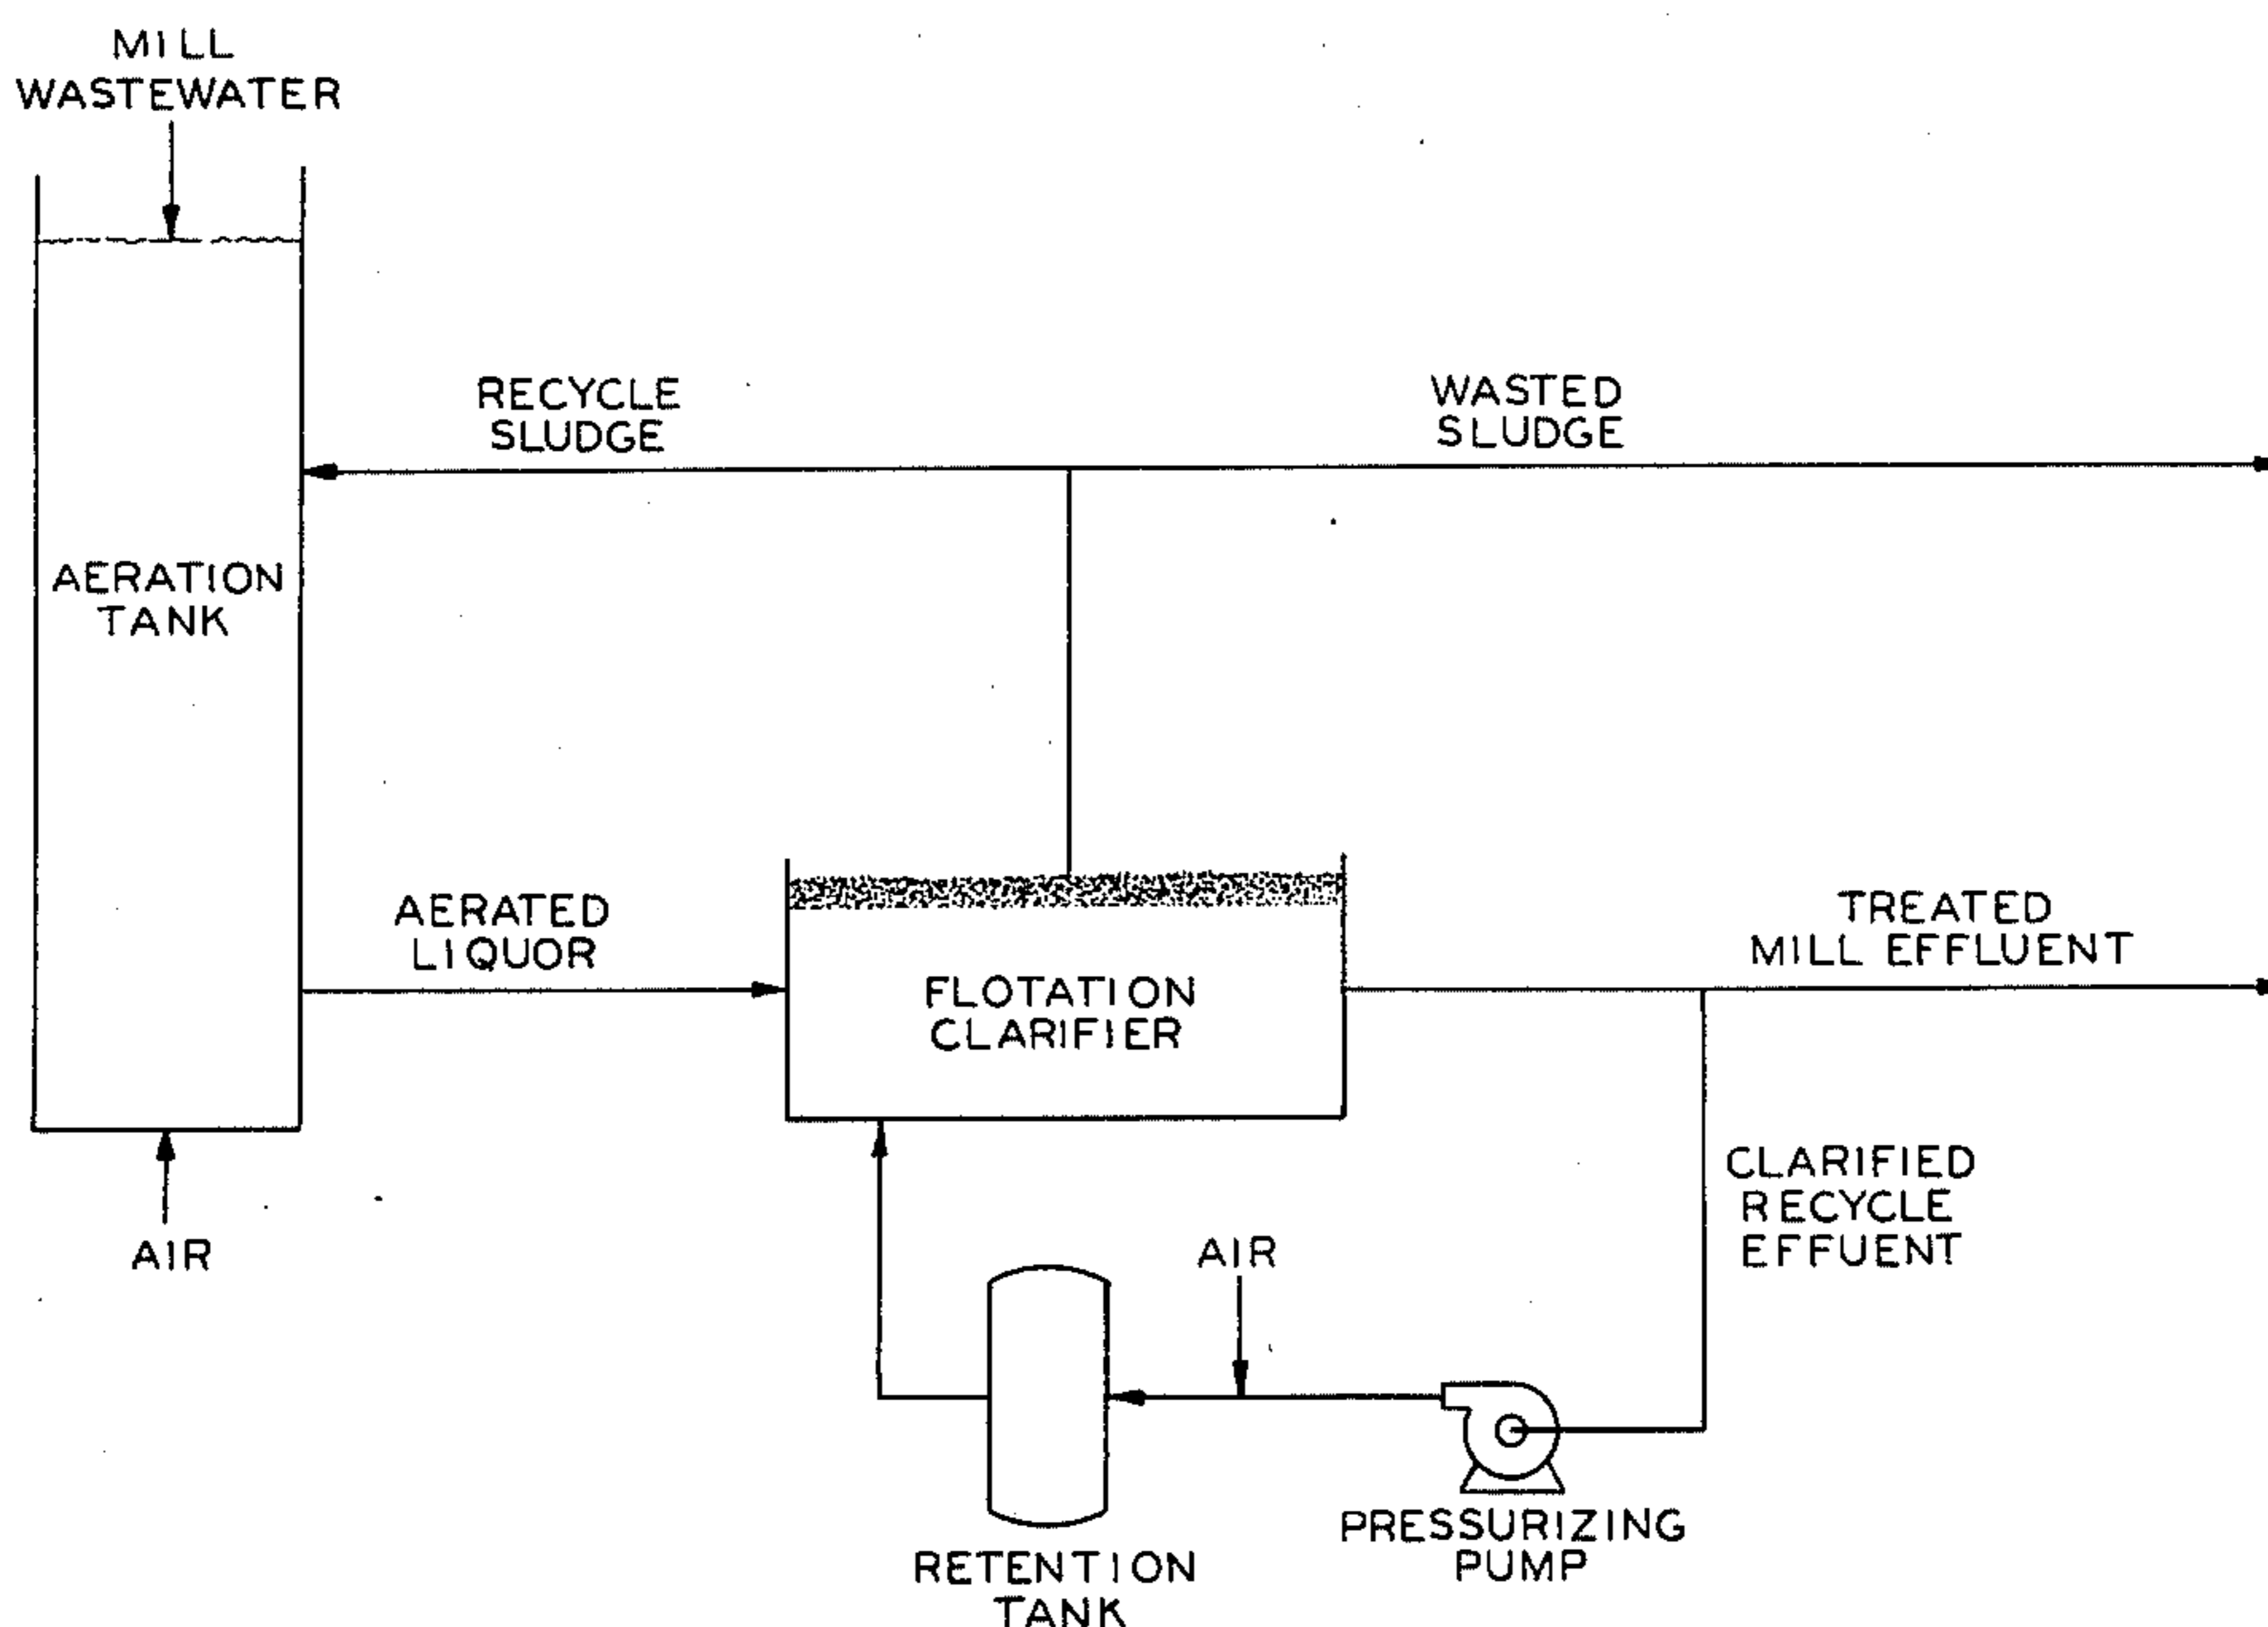 MILL
WASTEWATER
RECYCLE
SLUDGE
WASTED
SLUDGE
AERATION
TANK
AERATED
LIQUOR
FLOTATION
CLARIFIER
TREATED
MILL EFFLUENT
CLARIFIED
RECYCLE
EFFUENT
AIR
AIR
PRESSURIZING
PUMP
RETENTION
TANK